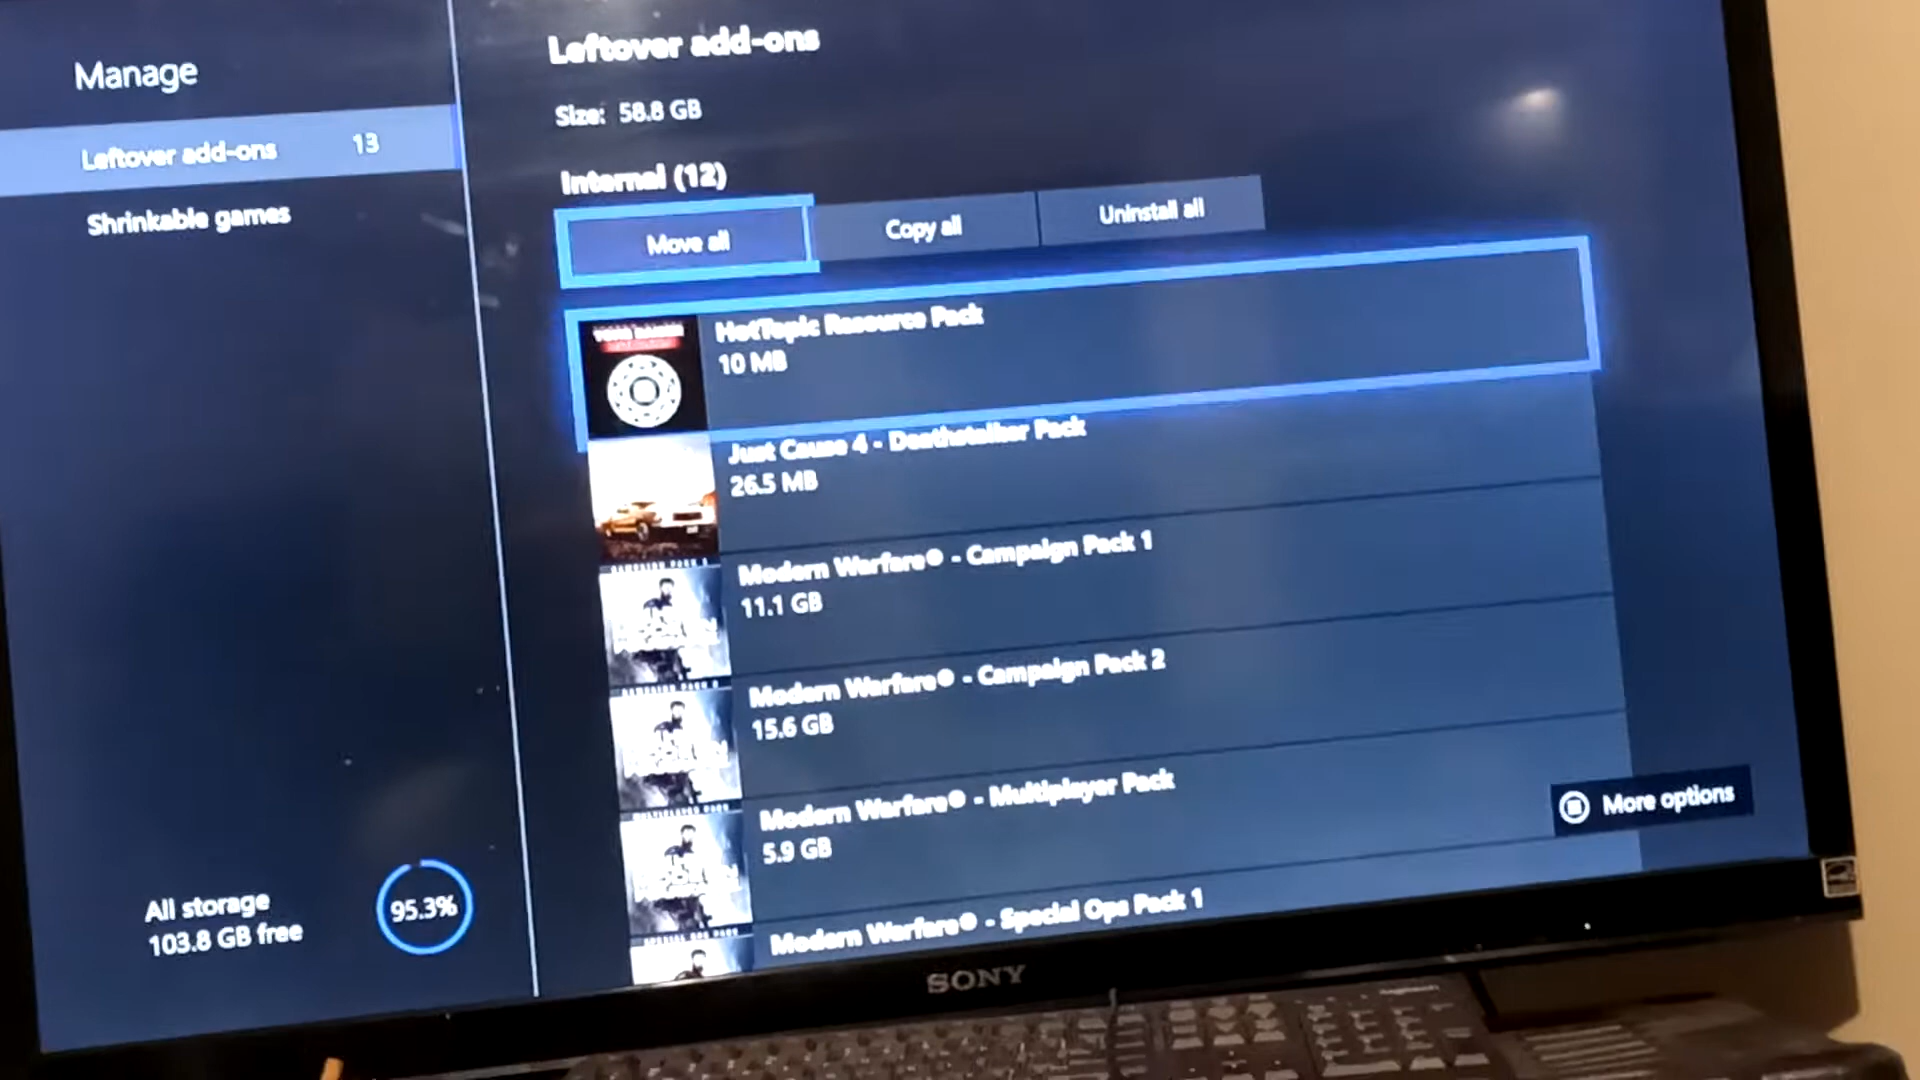 Manage
Leftover add-ons 13
Shrinkable games
All storage
103.8 GB free
95.3%
Leftover add-ons
Size: 58.8 GB
Internal (12)
Move all
Copy all
Uninstall all
HotTopic Resource Pack
10 MB
Just Cause 4 - Deathstalker Pack
26.5 MB
Modern Warfare® - Campaign Pack 1
11.1 GB
Modern Warfare® - Campaign Pack 2
15.6 GB
Modern Warfare® - Multiplayer Pack
5.9 GB
Modern Warfare® - Special Ops Pack 1
More options
SONY